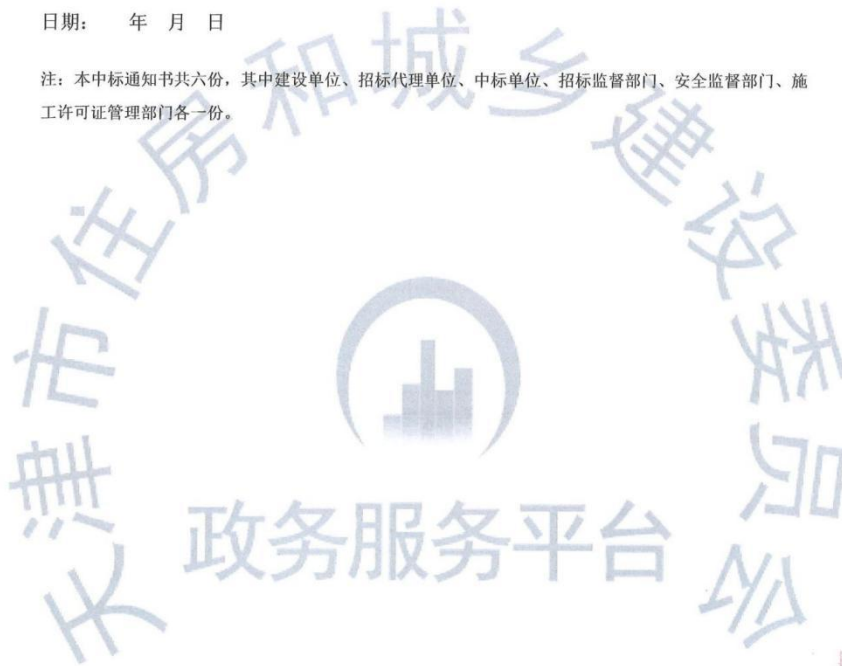 日期: 年 月 日
注: 本中标通知书共六份, 其中建设单位、招标代理单位、中标单位、招标监督部门、安全监督部门、施
工许可证管理部门各一份。
天津市住房和城乡建设委员会
政务服务平台